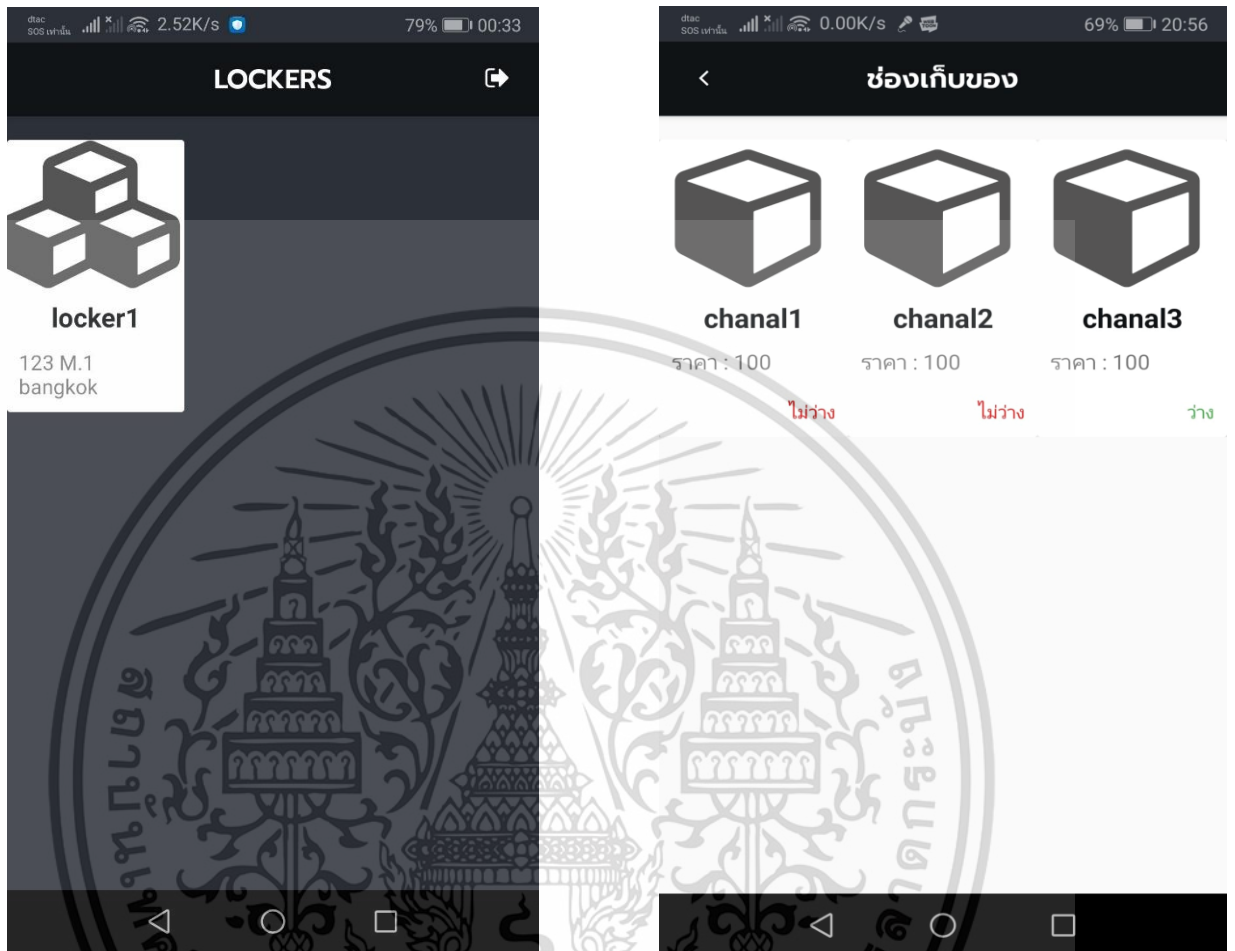 dtac
SOS เท่านั้น
2.52K/s
79%
00:33
LOCKERS
locker1
123 M.1
bangkok
dtac
SOS เท่านั้น
0.00K/s
69%
20:56
ช่องเก็บของ
chanal1
ราคา : 100
ไม่ว่าง
chanal2
ราคา : 100
ไม่ว่าง
chanal3
ราคา : 100
ว่าง